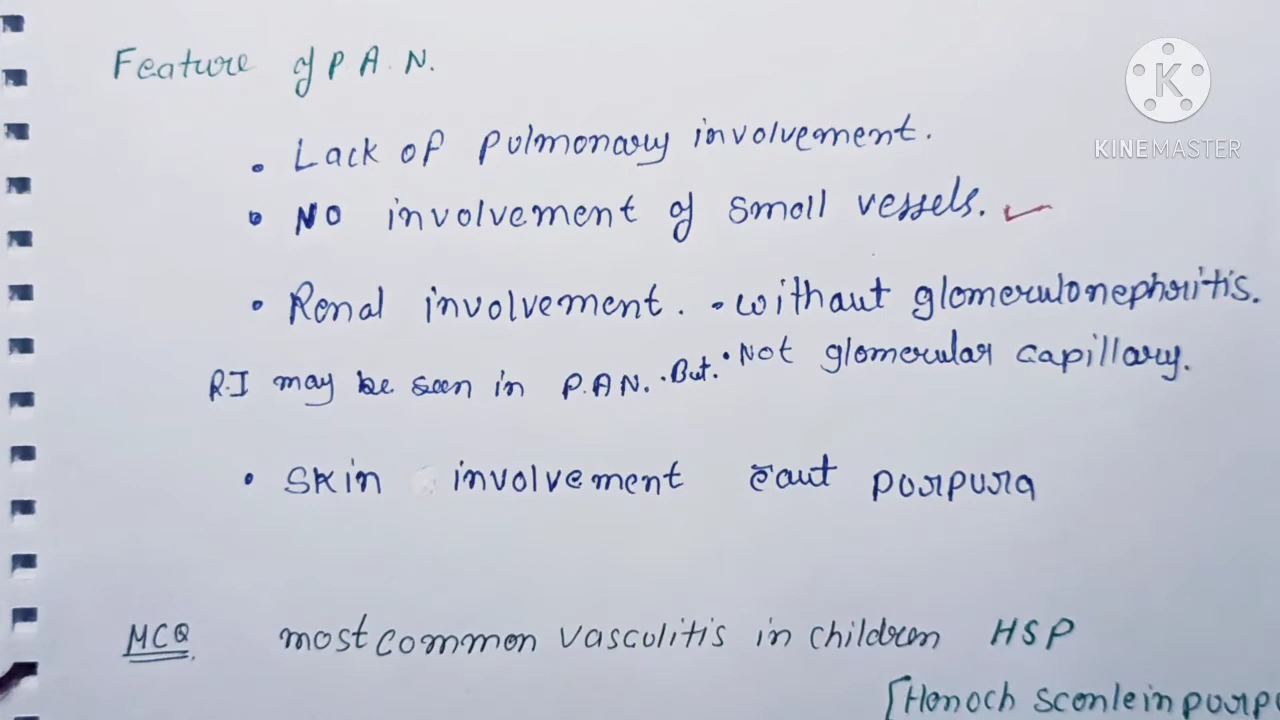 Feature of P A. N.
K
KINEMASTER
• Lack of pulmonary involvement.
• NO involvement of small vessels. ✓
• Renal involvement. • without glomerulonephritis.
R.I may be seen in P.A.N. • But. • Not glomerular capillary.
• Skin involvement c̄out purpura
MCQ most common vasculitis in children HSP
[Henoch sconlein purp